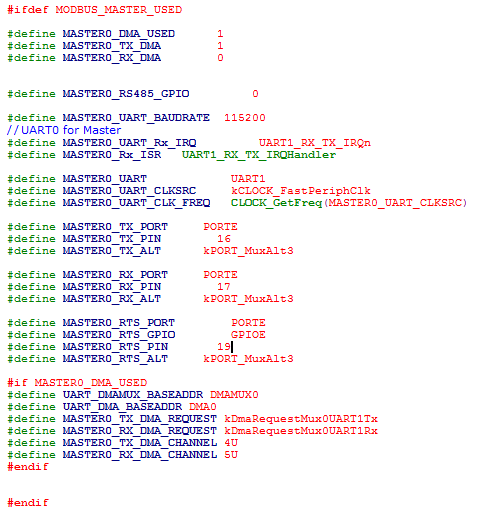 #ifdef MODBUS_MASTER_USED
#define MASTER0_DMA_USED 1
#define MASTER0_TX_DMA 1
#define MASTER0_RX_DMA 0
#define MASTER0_RS485_GPIO 0
#define MASTER0_UART_BAUDRATE 115200
//UART0 for Master
#define MASTER0_UART_Rx_IRQ UART1_RX_TX_IRQn
#define MASTER0_Rx_ISR UART1_RX_TX_IRQHandler
#define MASTER0_UART UART1
#define MASTER0_UART_CLKSRC kCLOCK_FastPeriphClk
#define MASTER0_UART_CLK_FREQ CLOCK_GetFreq(MASTER0_UART_CLKSRC)
#define MASTER0_TX_PORT PORTE
#define MASTER0_TX_PIN 16
#define MASTER0_TX_ALT kPORT_MuxAlt3
#define MASTER0_RX_PORT PORTE
#define MASTER0_RX_PIN 17
#define MASTER0_RX_ALT kPORT_MuxAlt3
#define MASTER0_RTS_PORT PORTE
#define MASTER0_RTS_GPIO GPIOE
#define MASTER0_RTS_PIN 19
#define MASTER0_RTS_ALT kPORT_MuxAlt3
#if MASTER0_DMA_USED
#define UART_DMAMUX_BASEADDR DMAMUX0
#define UART_DMA_BASEADDR DMA0
#define MASTER0_TX_DMA_REQUEST kDmaRequestMux0UART1Tx
#define MASTER0_RX_DMA_REQUEST kDmaRequestMux0UART1Rx
#define MASTER0_TX_DMA_CHANNEL 4U
#define MASTER0_RX_DMA_CHANNEL 5U
#endif
#endif